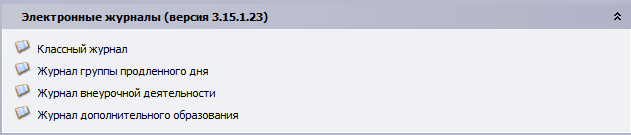 Электронные журналы (версия 3.15.1.23)
Классный журнал
Журнал группы продленного дня
Журнал внеурочной деятельности
Журнал дополнительного образования